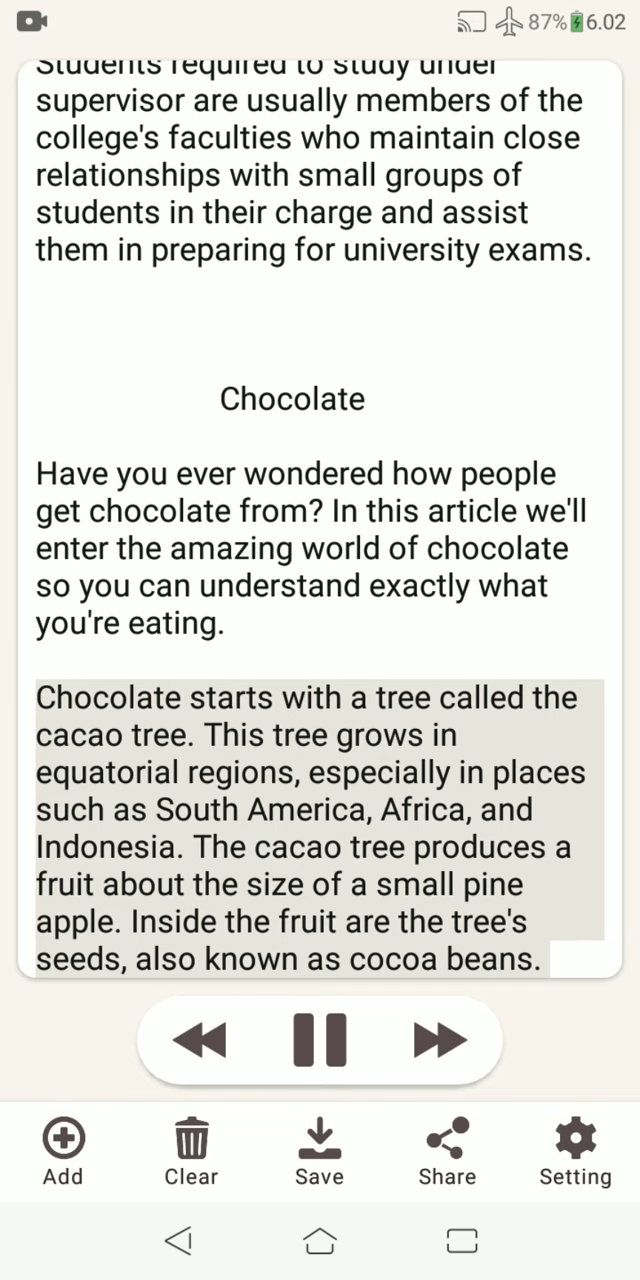 87% 6.02
Students required to study under
supervisor are usually members of the
college's faculties who maintain close
relationships with small groups of
students in their charge and assist
them in preparing for university exams.
Chocolate
Have you ever wondered how people
get chocolate from? In this article we'll
enter the amazing world of chocolate
so you can understand exactly what
you're eating.
Chocolate starts with a tree called the
cacao tree. This tree grows in
equatorial regions, especially in places
such as South America, Africa, and
Indonesia. The cacao tree produces a
fruit about the size of a small pine
apple. Inside the fruit are the tree's
seeds, also known as cocoa beans.
Add Clear Save Share Setting